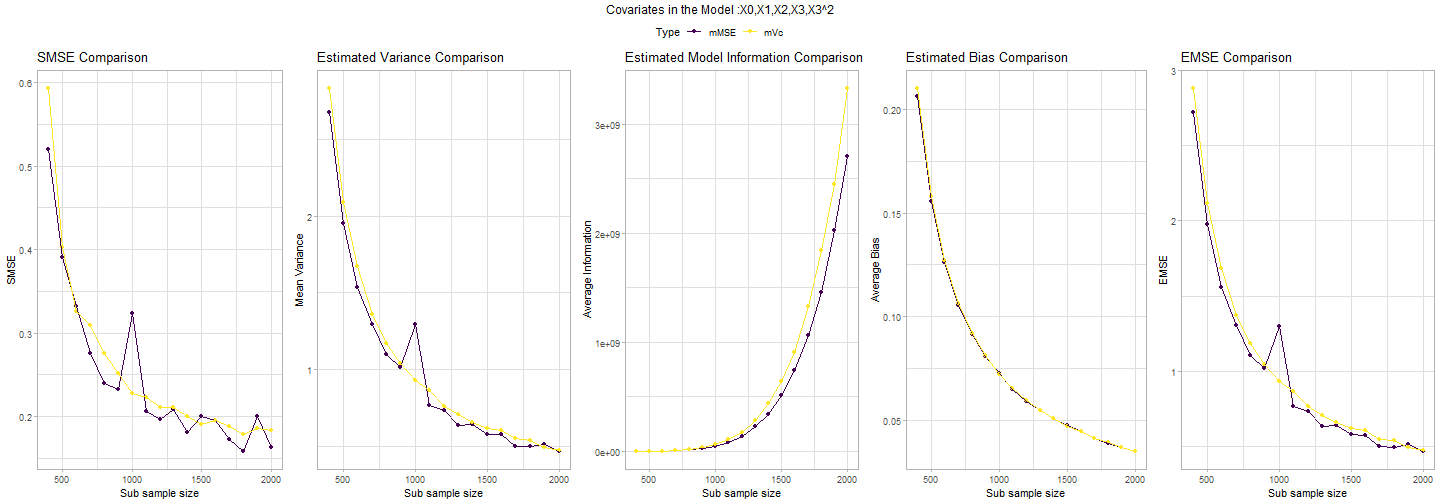 Covariates in the Model :X0,X1,X2,X3,X3^2
Type mMSE mVc
SMSE Comparison
SMSE
0.6
0.5
0.4
0.3
0.2
500 1000 1500 2000
Sub sample size
Estimated Variance Comparison
Mean Variance
2
1
500 1000 1500 2000
Sub sample size
Estimated Model Information Comparison
Average Information
3e+09
2e+09
1e+09
0e+00
500 1000 1500 2000
Sub sample size
Estimated Bias Comparison
Average Bias
0.20
0.15
0.10
0.05
500 1000 1500 2000
Sub sample size
EMSE Comparison
EMSE
3
2
1
500 1000 1500 2000
Sub sample size